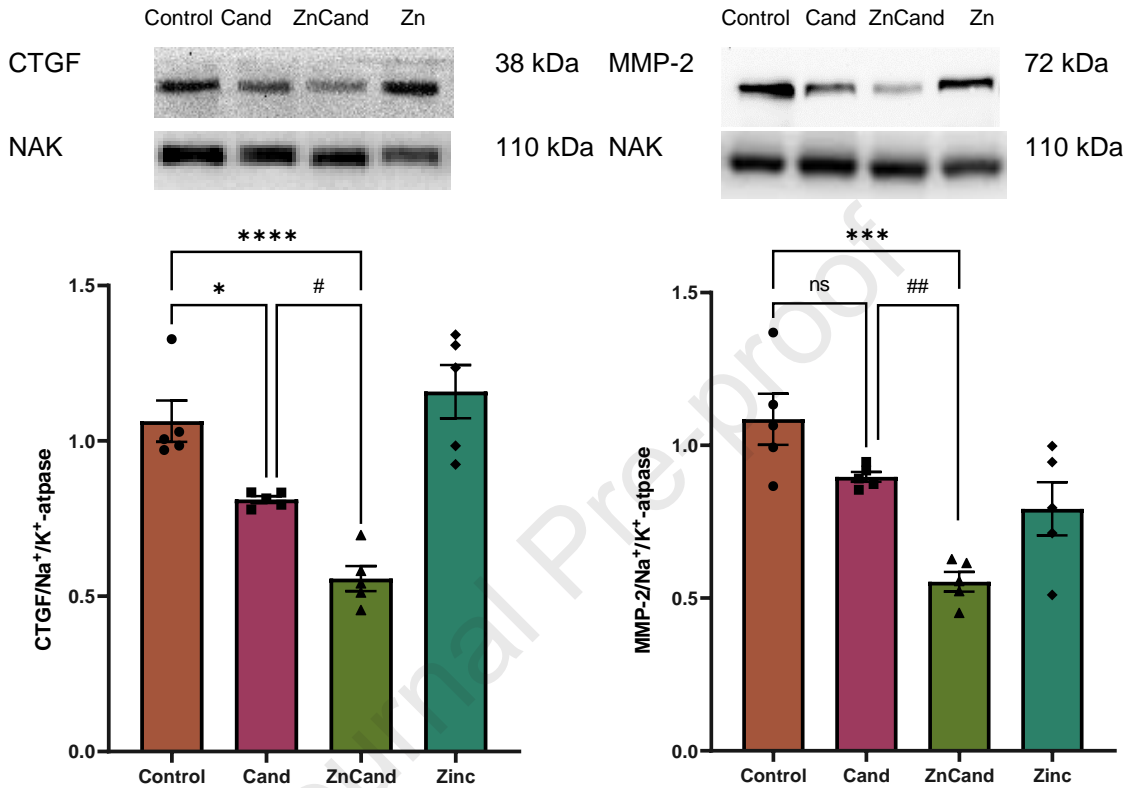 Control Cand ZnCand Zn
CTGF 38 kDa
NAK 110 kDa
Control Cand ZnCand Zn
MMP-2 72 kDa
NAK 110 kDa
****
* #
1.5
1.0
0.5
0.0
CTGF/Na+/K+-atpase
Control Cand ZnCand Zinc
***
ns ##
1.5
1.0
0.5
0.0
MMP-2/Na+/K+-atpase
Control Cand ZnCand Zinc
urnal Pre-proof